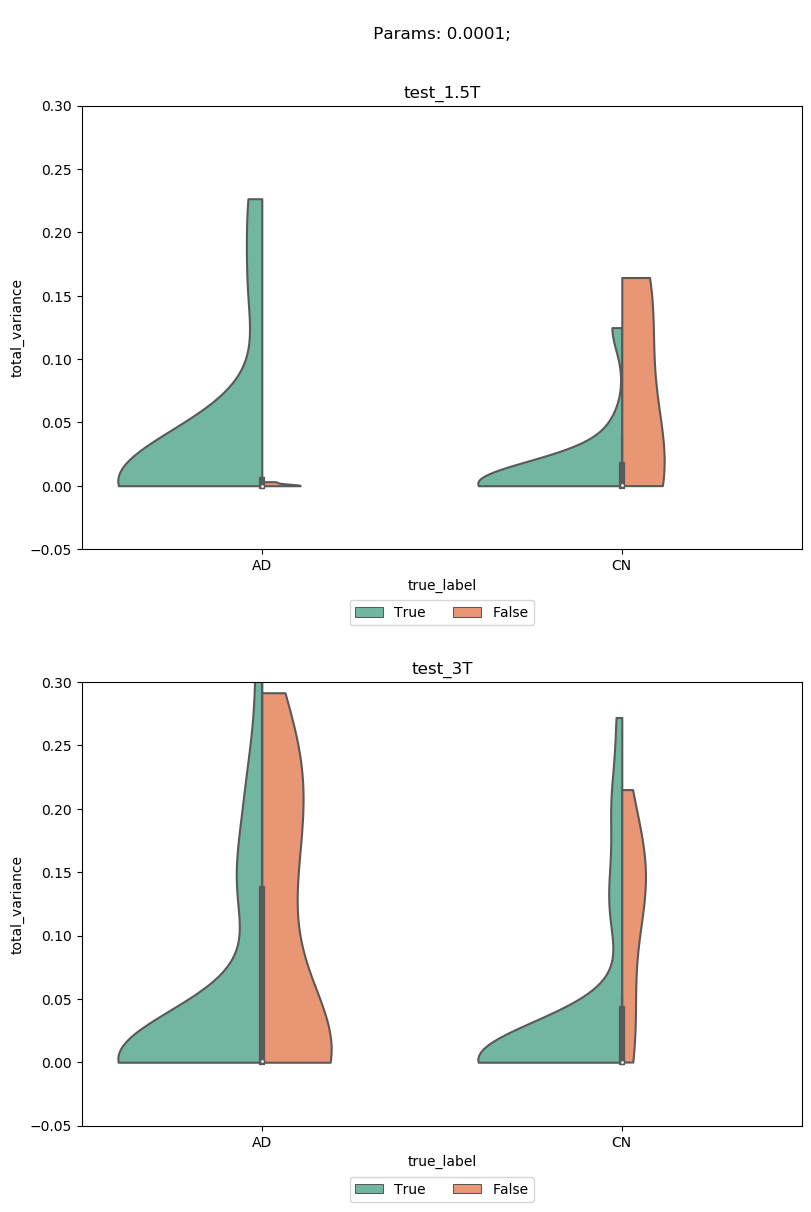 Params: 0.0001;
test_1.5T
0.30
0.25
0.20
0.15
0.10
0.05
0.00
−0.05
total_variance
AD CN
true_label
True False
test_3T
0.30
0.25
0.20
0.15
0.10
0.05
0.00
−0.05
total_variance
AD CN
true_label
True False